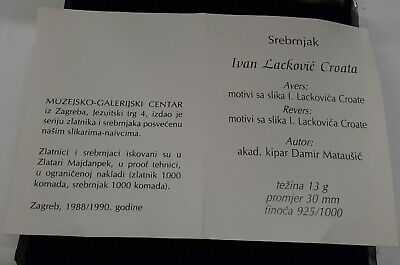 MUZEJSKO-GALERIJSKI CENTAR
iz Zagreba, Jezuitski trg 4, izdao je
seriju zlatnika i srebrnjaka posvećenu
našim slikarima-naivcima.
Zlatnici i srebrnjaci iskovani su u
Zlatari Majdanpek, u proof tehnici,
u ograničenoj nakladi (zlatnik 1000
komada, srebrnjak 1000 komada).
Zagreb, 1988/1990. godine
Srebrnjak
Ivan Lacković Croata
Avers:
motivi sa slika I. Lackovića Croate
Revers:
motivi sa slika I. Lackovića Croate
Autor:
akad. kipar Damir Mataušić
težina 13 g
promjer 30 mm
finoća 925/1000